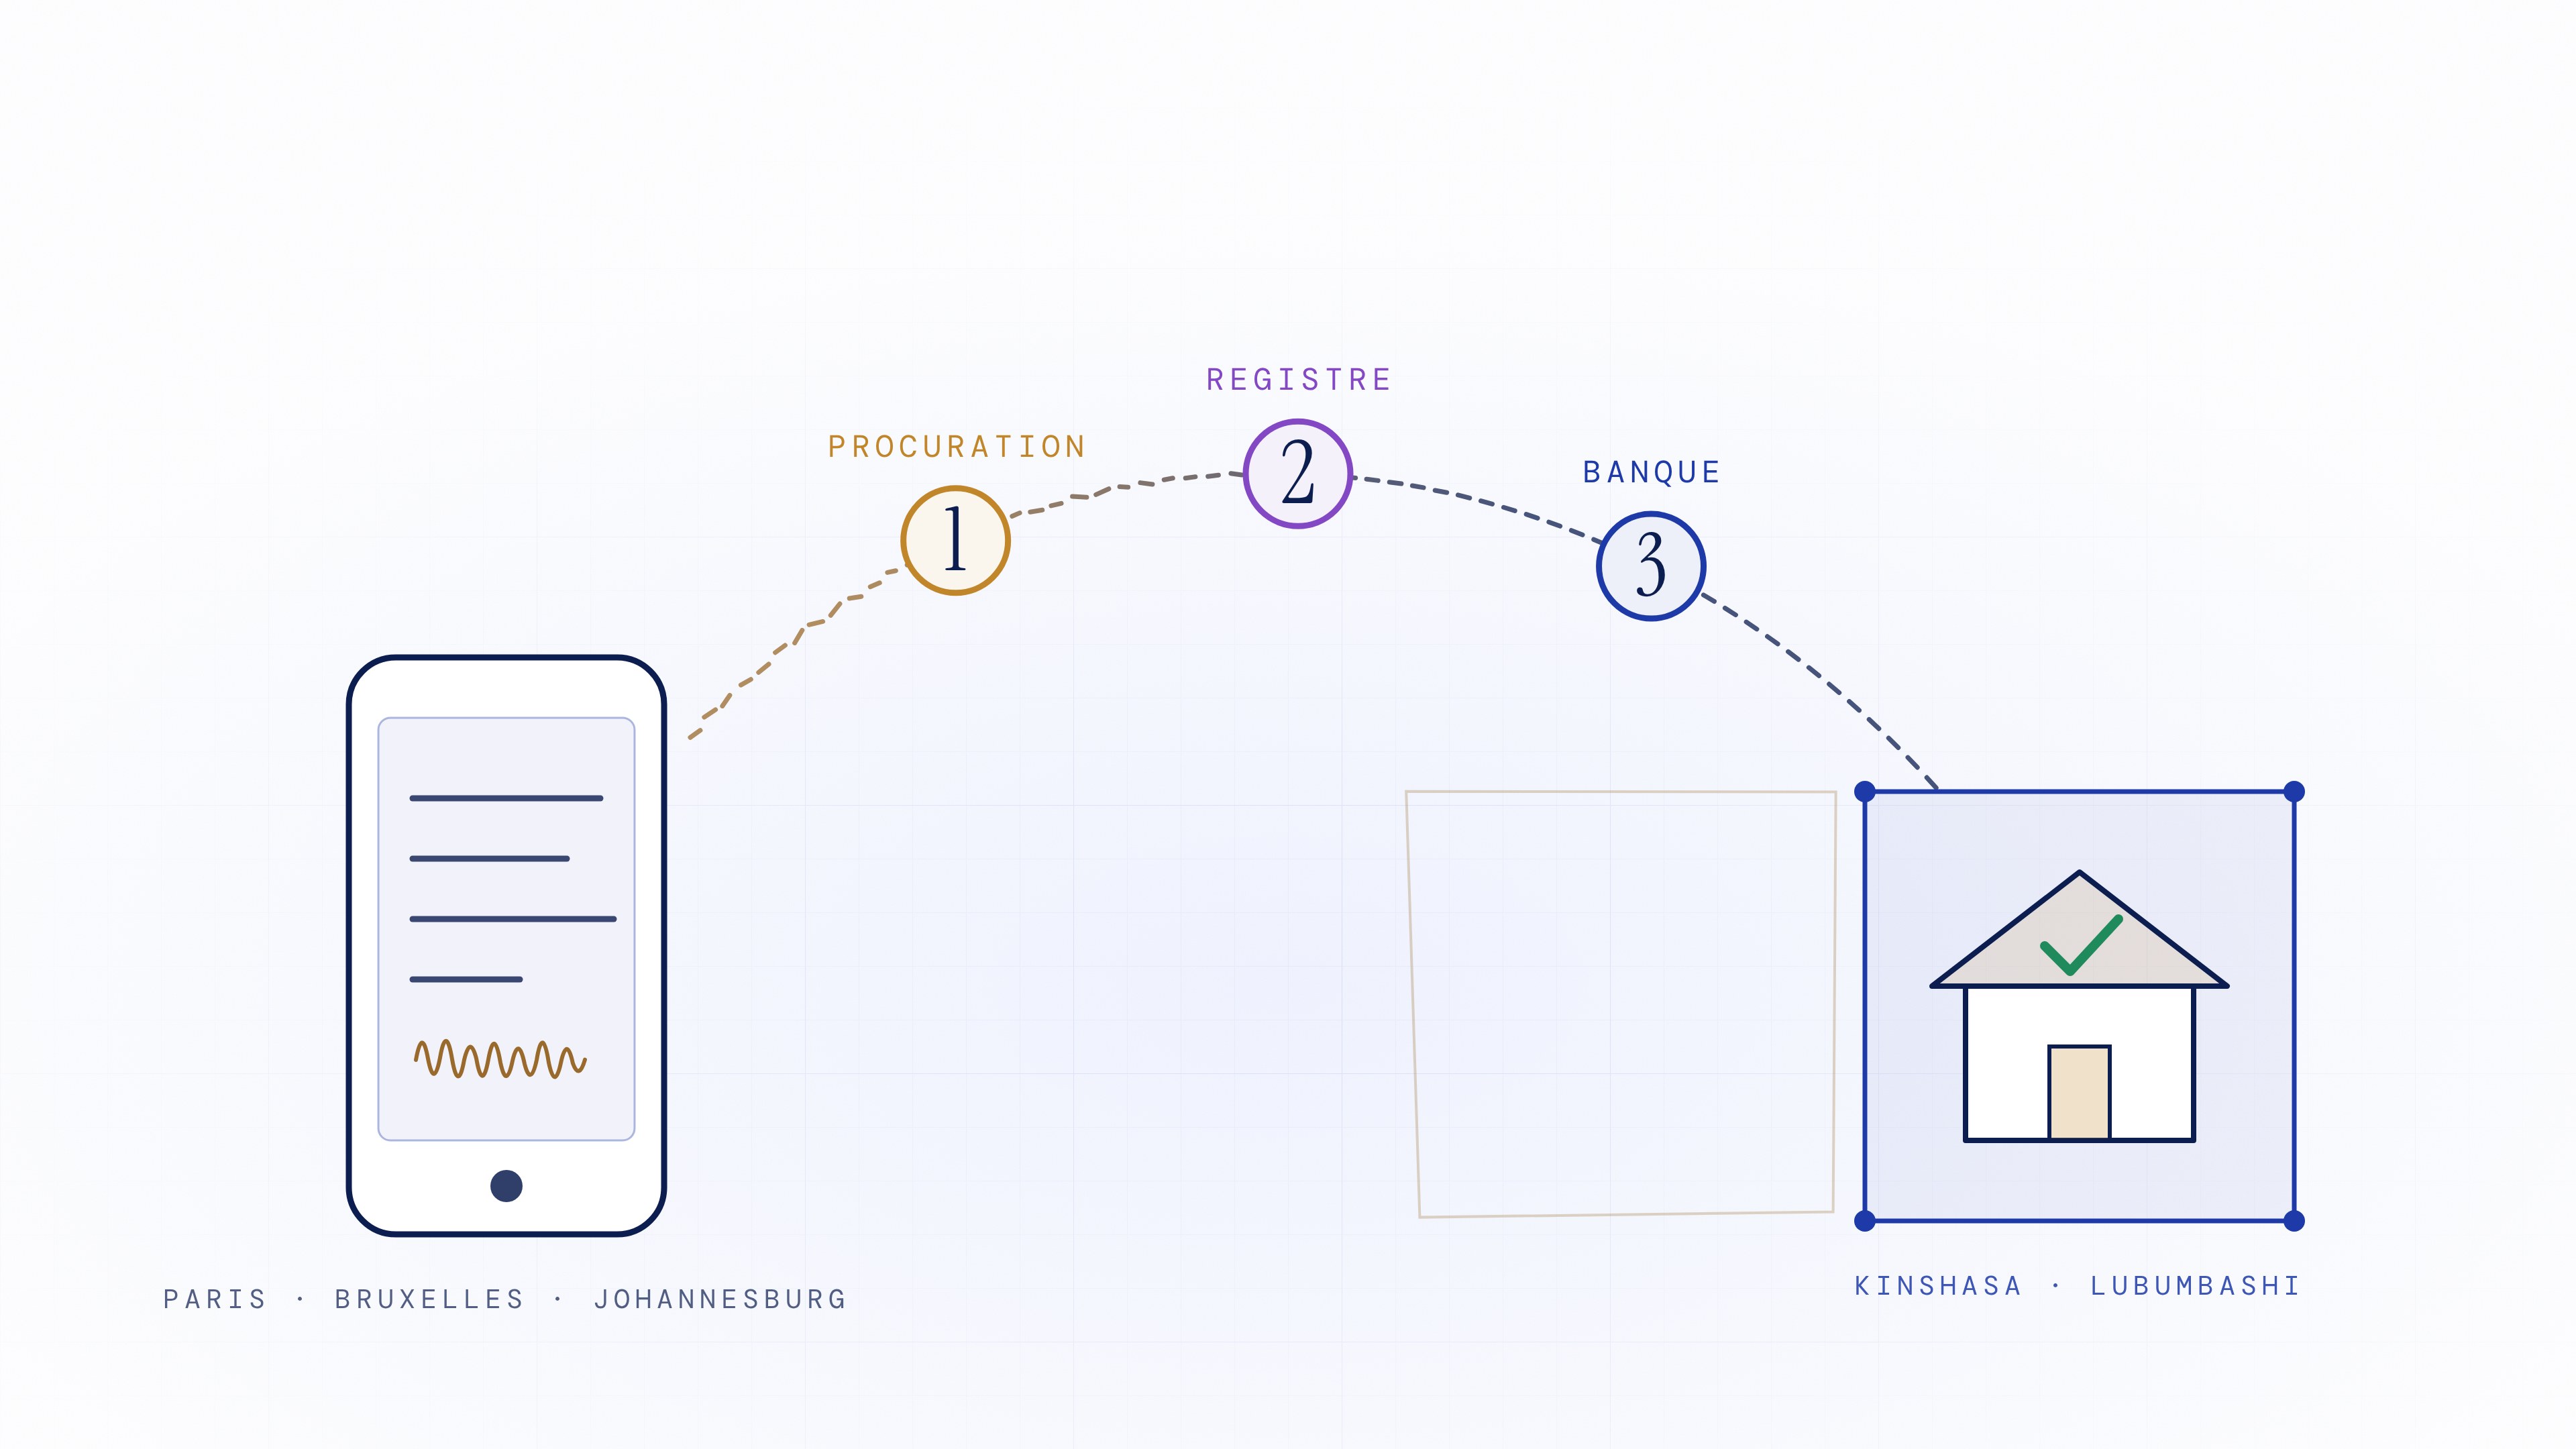 REGISTRE
PROCURATION
BANQUE
1
2
3
PARIS · BRUXELLES · JOHANNESBURG
KINSHASA · LUBUMBASHI